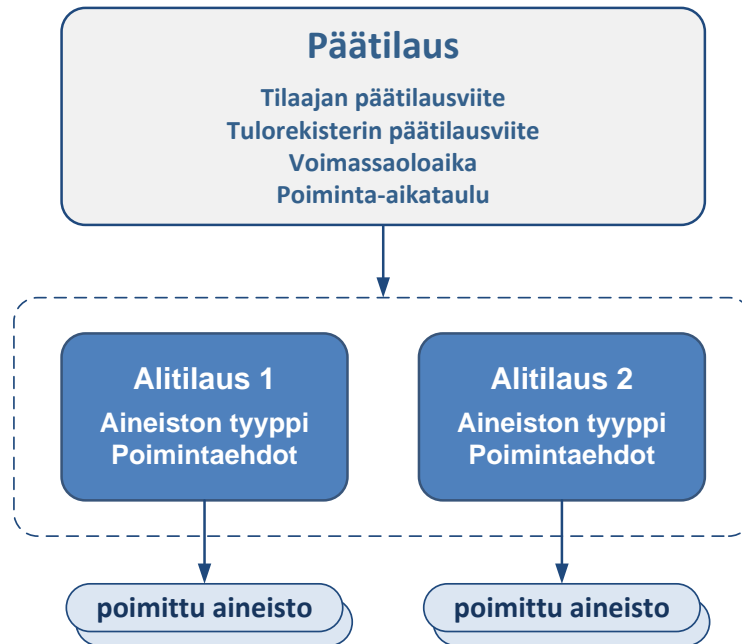 Päätilaus
Tilaajan päätilausviite
Tulorekisterin päätilausviite
Voimassaoloaika
Poiminta-aikataulu
Alitilaus 1
Aineiston tyyppi
Poimintaehdot
Alitilaus 2
Aineiston tyyppi
Poimintaehdot
poimittu aineisto
poimittu aineisto